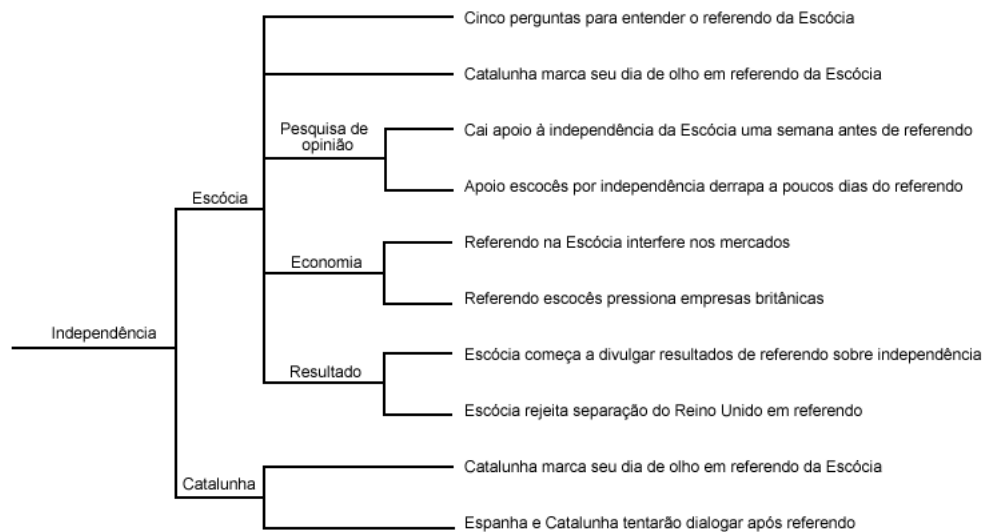 Cinco perguntas para entender o referendo da Escócia
Catalunha marca seu dia de olho em referendo da Escócia
Pesquisa de
opinião
Cai apoio à independência da Escócia uma semana antes de referendo
Apoio escocês por independência derrapa a poucos dias do referendo
Escócia
Referendo na Escócia interfere nos mercados
Economia
Referendo escocês pressiona empresas britânicas
Independência
Escócia começa a divulgar resultados de referendo sobre independência
Resultado
Escócia rejeita separação do Reino Unido em referendo
Catalunha marca seu dia de olho em referendo da Escócia
Catalunha
Espanha e Catalunha tentarão dialogar após referendo